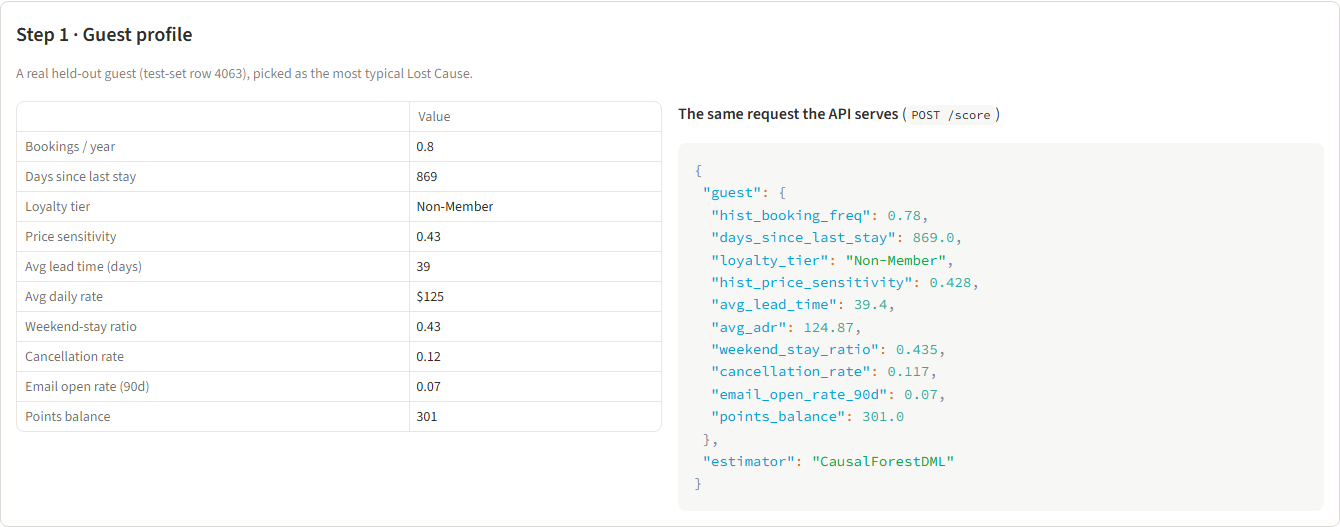 Step 1 · Guest profile
A real held-out guest (test-set row 4063), picked as the most typical Lost Cause.
Value
Bookings / year 0.8
Days since last stay 869
Loyalty tier Non-Member
Price sensitivity 0.43
Avg lead time (days) 39
Avg daily rate $125
Weekend-stay ratio 0.43
Cancellation rate 0.12
Email open rate (90d) 0.07
Points balance 301
The same request the API serves ( POST /score )
{
"guest": {
"hist_booking_freq": 0.78,
"days_since_last_stay": 869.0,
"loyalty_tier": "Non-Member",
"hist_price_sensitivity": 0.428,
"avg_lead_time": 39.4,
"avg_adr": 124.87,
"weekend_stay_ratio": 0.435,
"cancellation_rate": 0.117,
"email_open_rate_90d": 0.07,
"points_balance": 301.0
},
"estimator": "CausalForestDML"
}